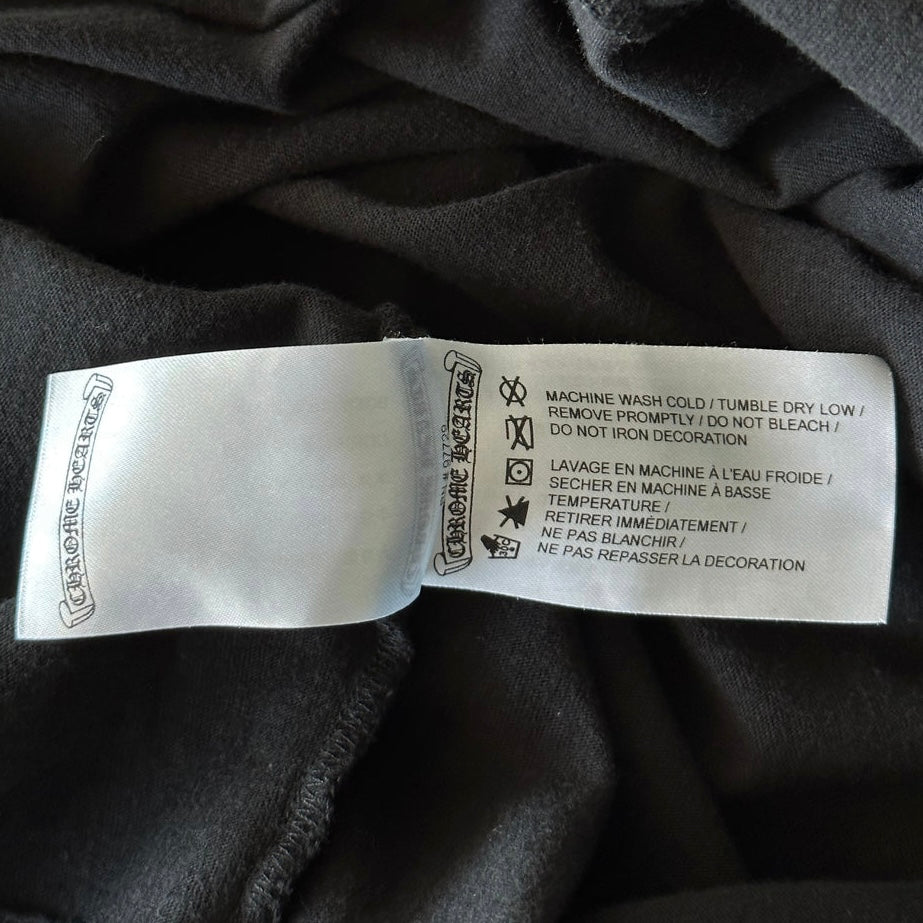 CHROME HEARTS
CHROME HEARTS
MACHINE WASH COLD / TUMBLE DRY LOW /
REMOVE PROMPTLY / DO NOT BLEACH /
DO NOT IRON DECORATION
LAVAGE EN MACHINE À L'EAU FROIDE /
SECHER EN MACHINE À BASSE
TEMPERATURE /
RETIRER IMMÉDIATEMENT /
NE PAS BLANCHIR /
NE PAS REPASSER LA DECORATION
30C